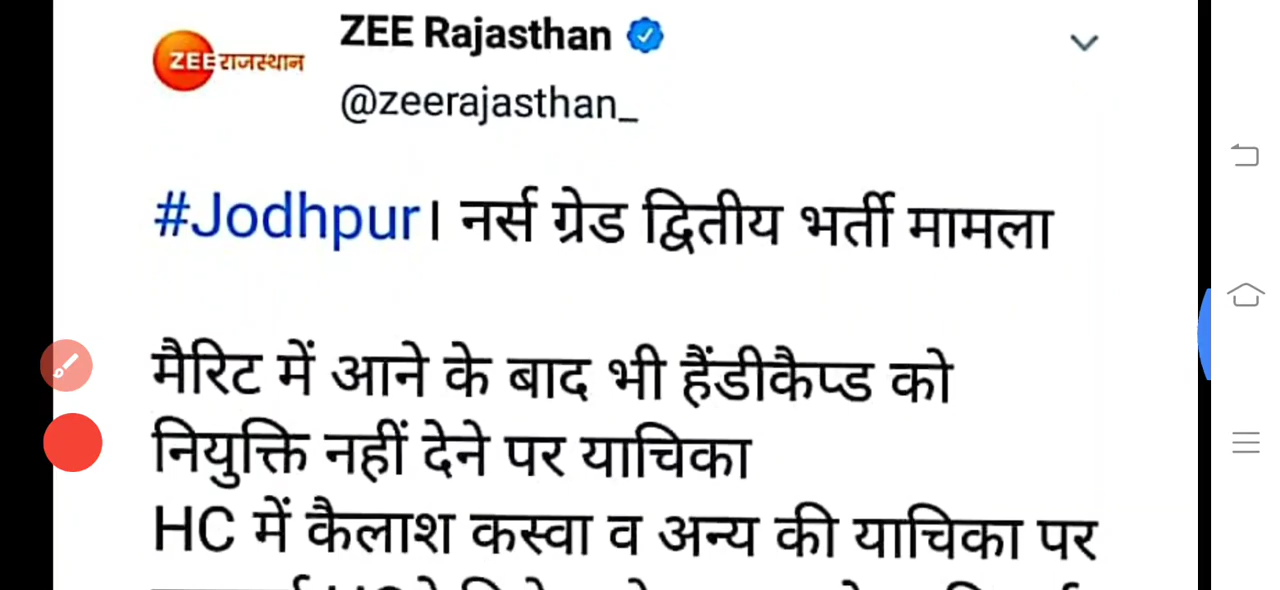 ZEE Rajasthan
ZEE राजस्थान
@zeerajasthan_
#Jodhpur। नर्स ग्रेड द्वितीय भर्ती मामला
मैरिट में आने के बाद भी हैंडीकैप्ड को
नियुक्ति नहीं देने पर याचिका
HC में कैलाश कस्वा व अन्य की याचिका पर